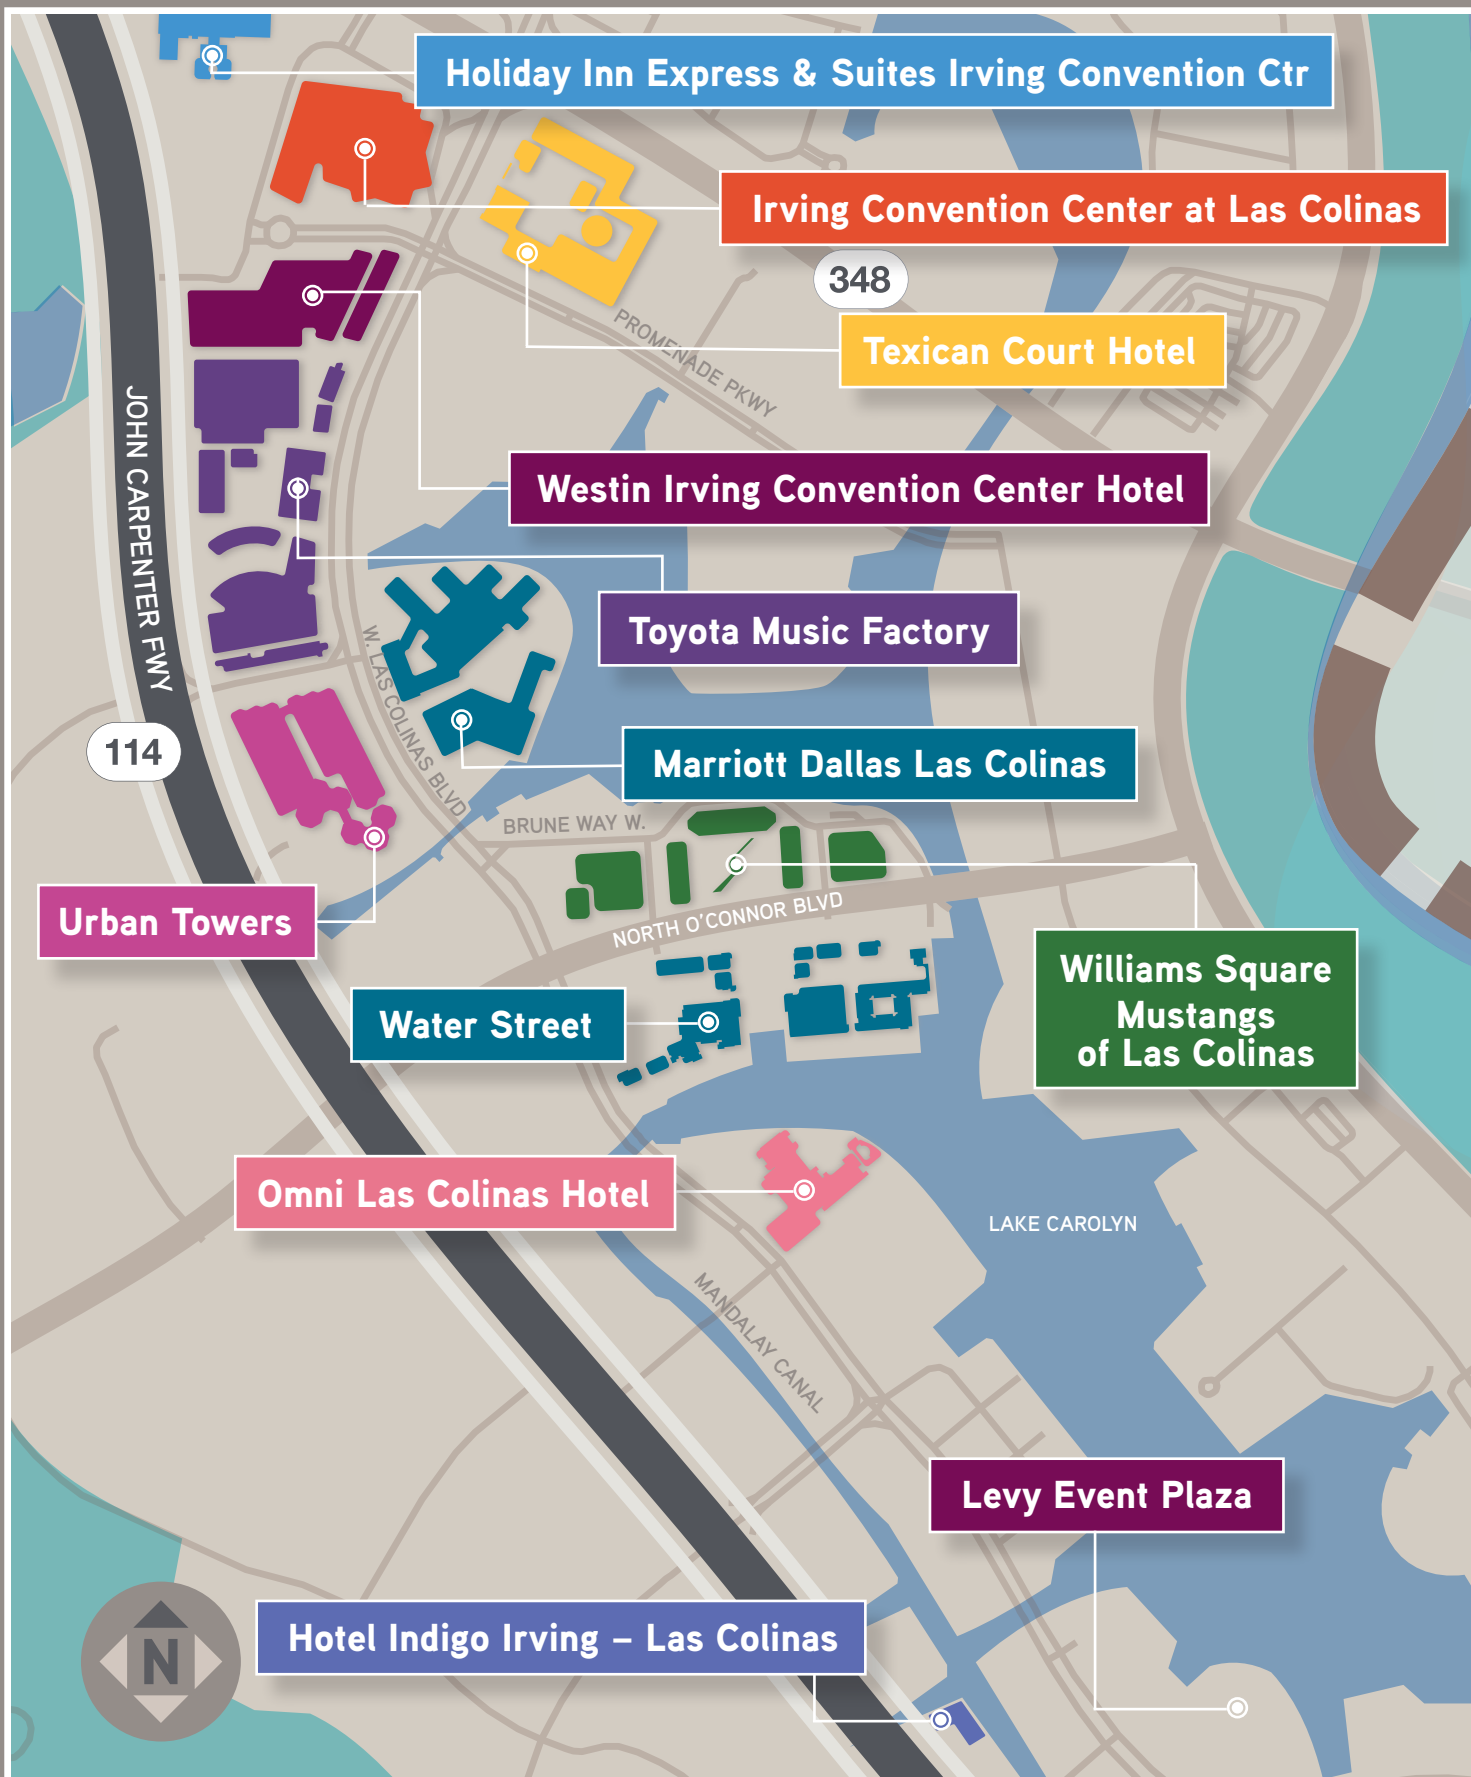 Holiday Inn Express & Suites Irving Convention Ctr
Irving Convention Center at Las Colinas
348
PROMENADE PKWY
Texican Court Hotel
JOHN CARPENTER FWY
Westin Irving Convention Center Hotel
Toyota Music Factory
W. LAS COLINAS BLVD
114
Marriott Dallas Las Colinas
BRUNE WAY W.
Urban Towers
NORTH O'CONNOR BLVD
Williams Square
Mustangs
of Las Colinas
Water Street
Omni Las Colinas Hotel
LAKE CAROLYN
MANDALAY CANAL
Levy Event Plaza
Hotel Indigo Irving – Las Colinas
N